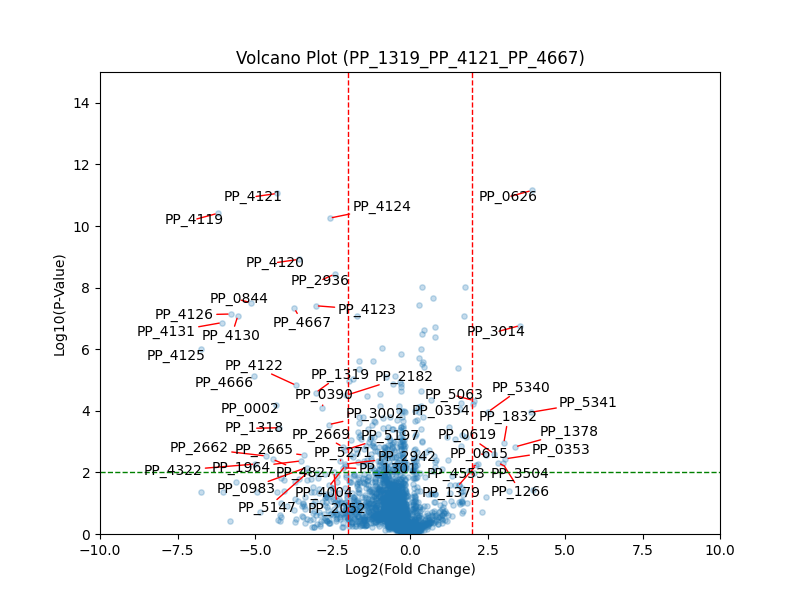 Volcano Plot (PP_1319_PP_4121_PP_4667)
14
12
10
8
6
4
2
0
Log10(P-Value)
PP_4121
PP_0626
PP_4124
PP_4119
PP_4120
PP_2936
PP_0844
PP_4126
PP_4123
PP_4667
PP_4131
PP_4130
PP_3014
PP_4125
PP_4122
PP_1319
PP_2182
PP_4666
PP_0390
PP_5063
PP_5340
PP_0002
PP_3002
PP_0354
PP_1832
PP_5341
PP_1318
PP_2669
PP_5197
PP_0619
PP_1378
PP_2662
PP_2665
PP_5271
PP_2942
PP_0615
PP_0353
PP_4322
PP_1964
PP_4827
PP_1301
PP_4553
PP_3504
PP_0983
PP_4004
PP_1379
PP_1266
PP_5147
PP_2052
−10.0 −7.5 −5.0 −2.5 0.0 2.5 5.0 7.5 10.0
Log2(Fold Change)